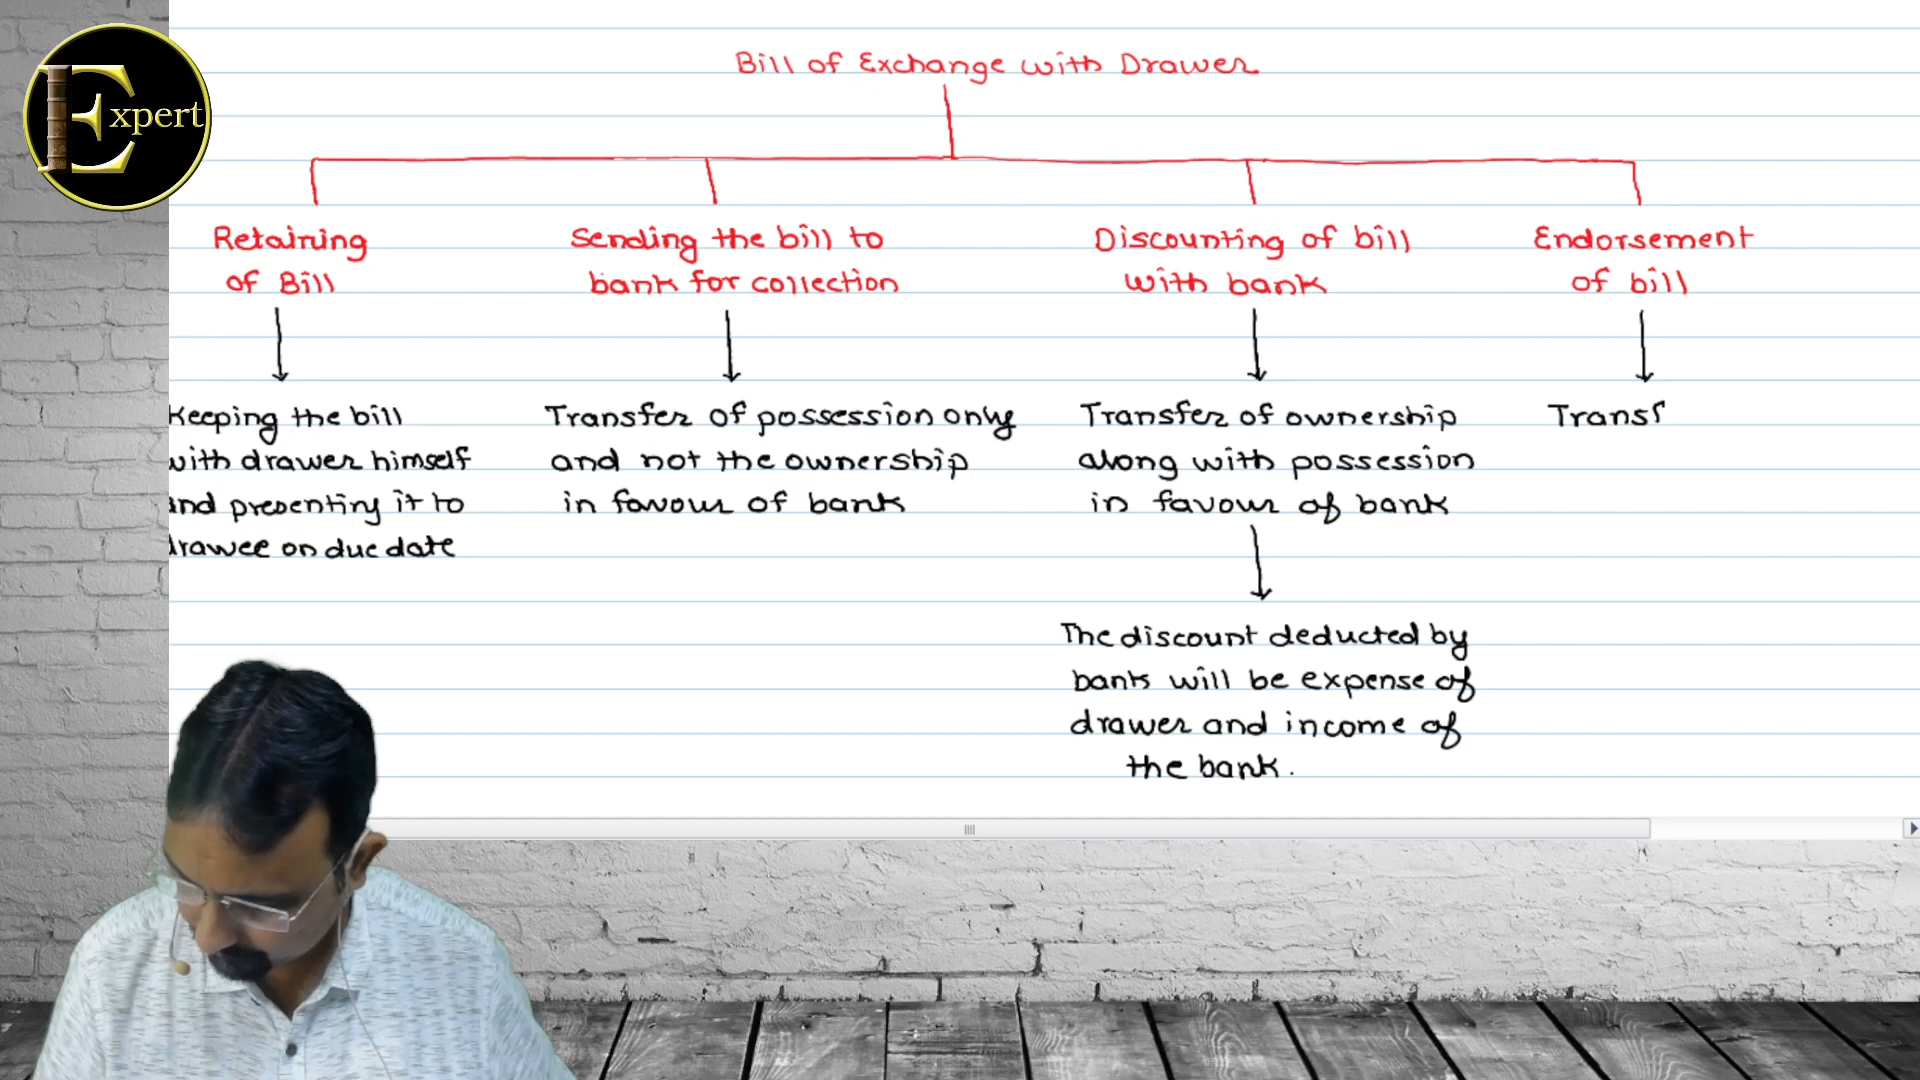 Expert
Bill of Exchange with Drawer
Retaining
of Bill
Sending the bill to
bank for collection
Discounting of bill
with bank
Endorsement
of bill
Keeping the bill
with drawer himself
and presenting it to
drawee on due date
Transfer of possession only
and not the ownership
in favour of bank
Transfer of ownership
along with possession
in favour of bank
The discount deducted by
bank will be expense of
drawer and income of
the bank.
Transf